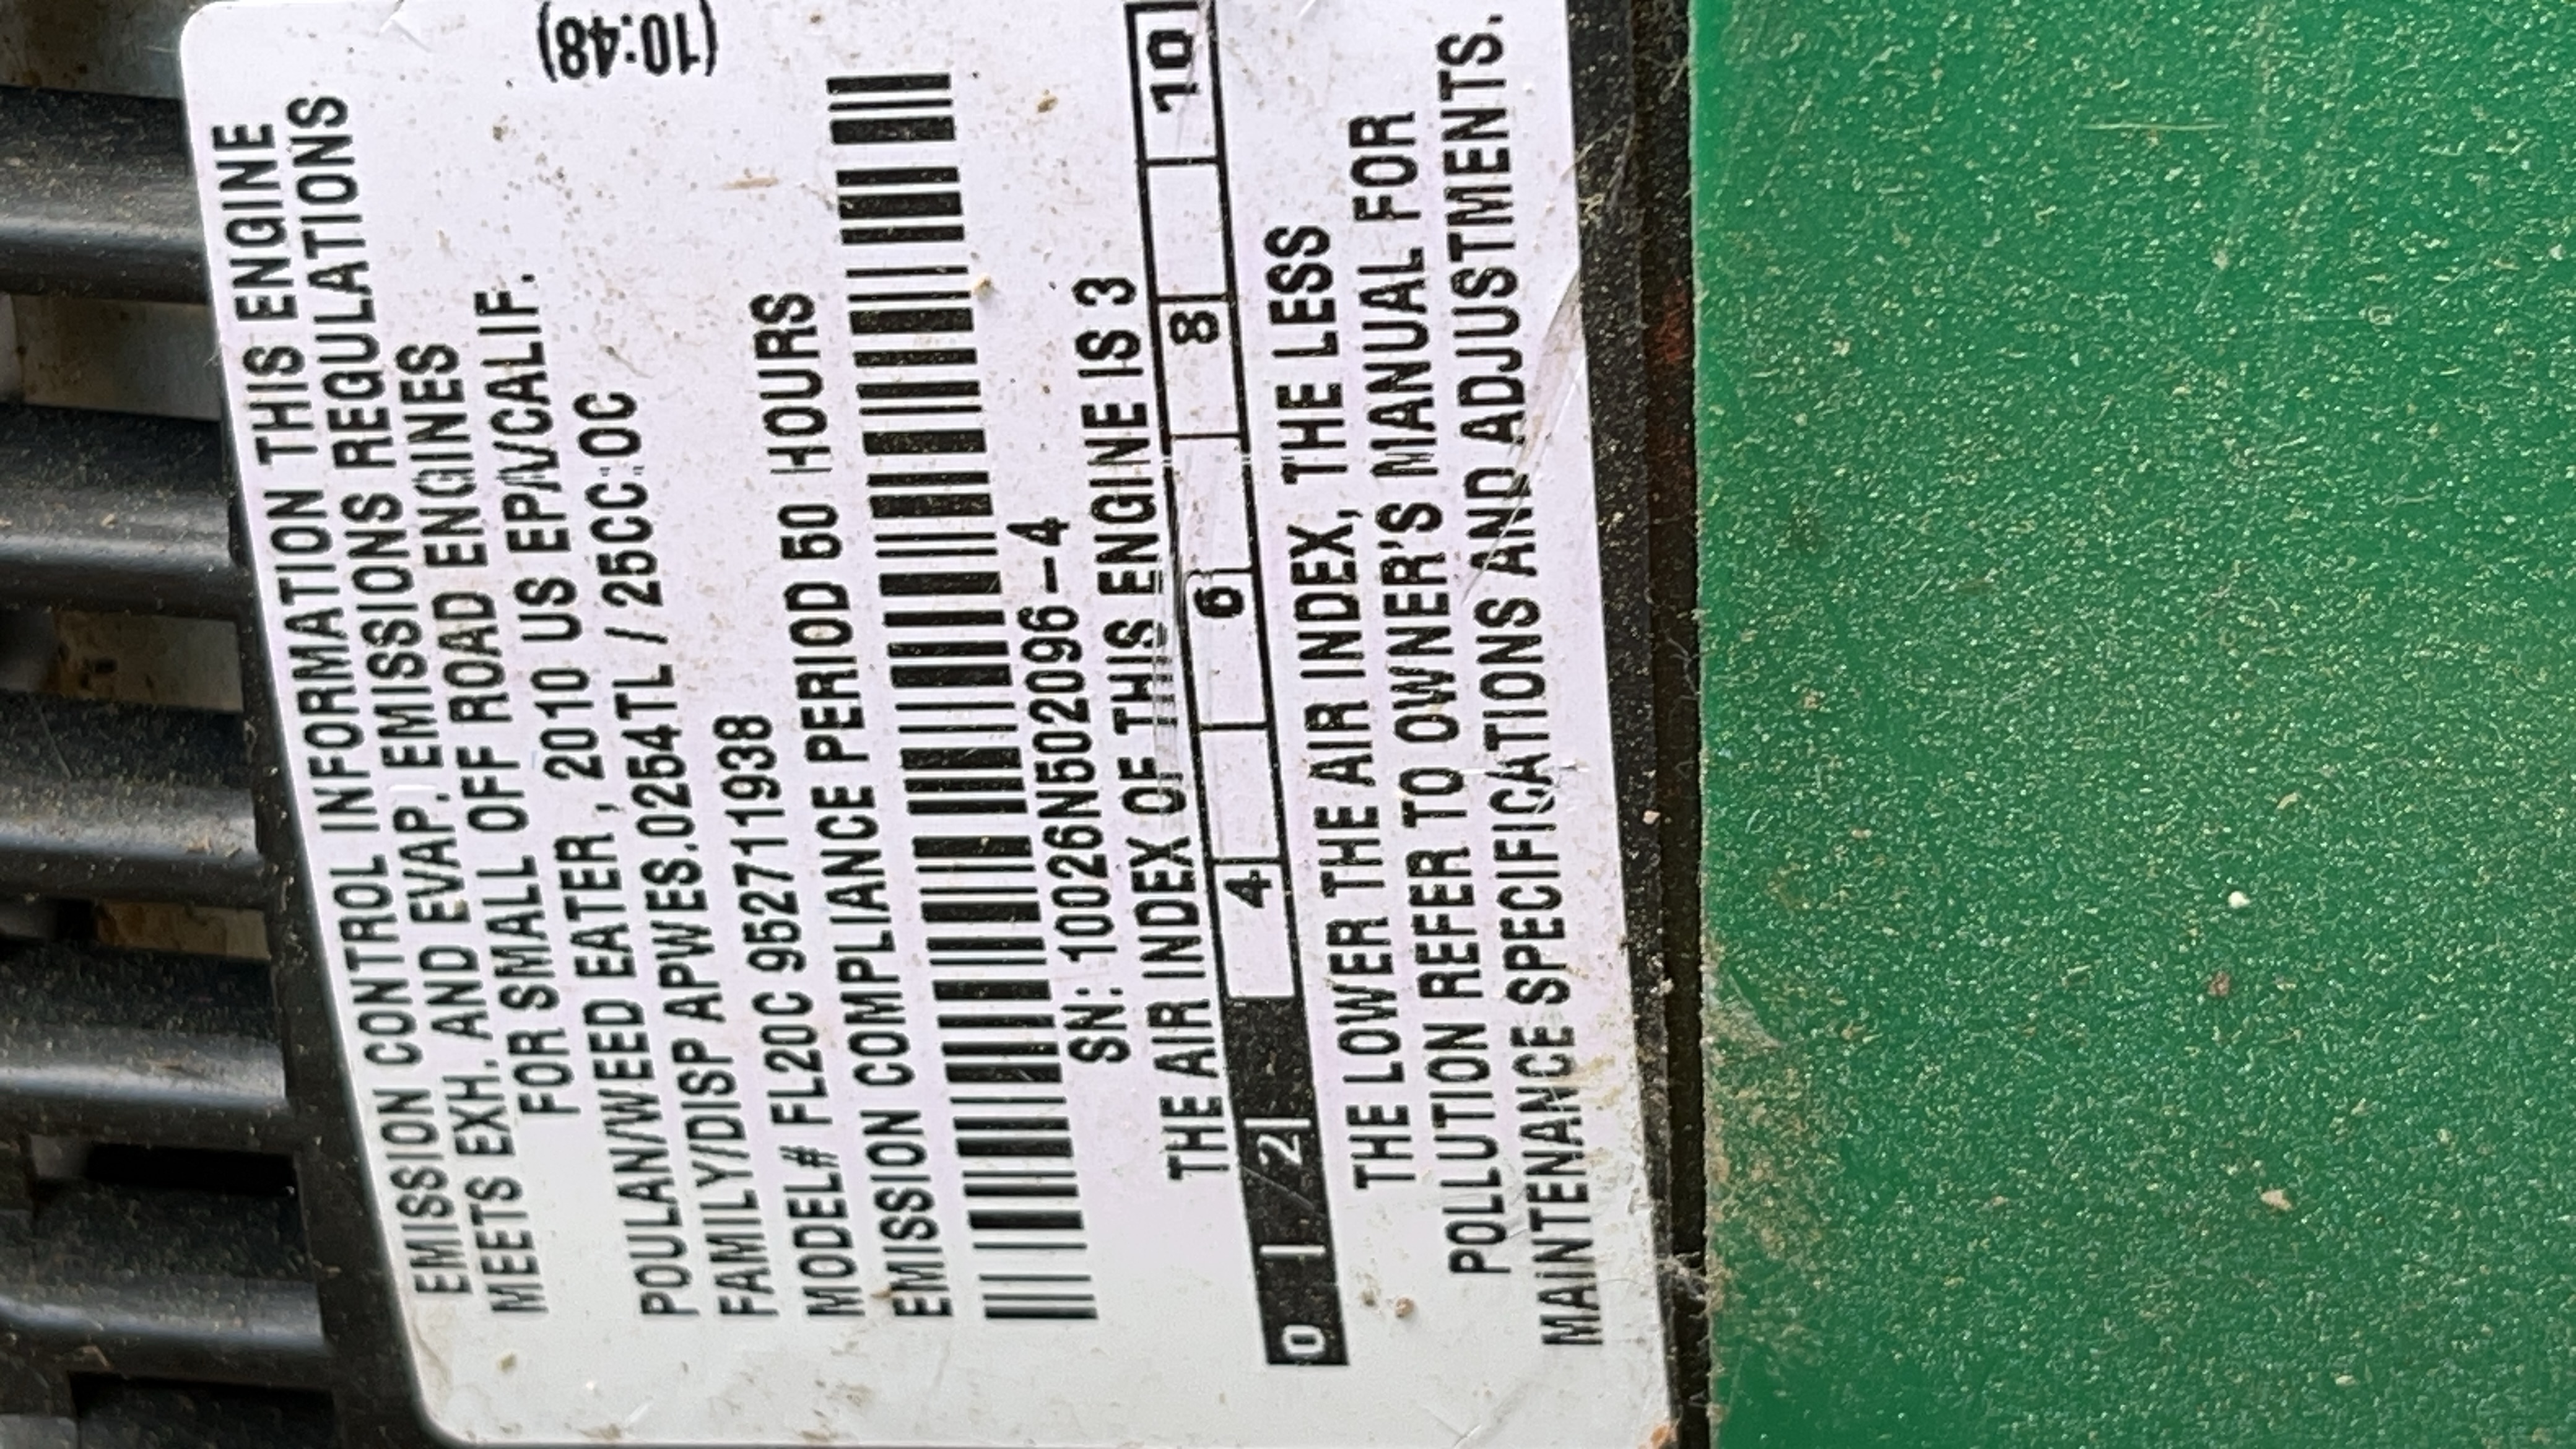 EMISSION CONTROL INFORMATION THIS ENGINE
MEETS EXH. AND EVAP. EMISSIONS REGULATIONS
FOR SMALL OFF ROAD ENGINES
FOR 2010 US EPA/CALIF.
POULAN/WEED EATER,
FAMILY/DISP APWES.0254TL / 25CC:OC
MODEL# FL20C 952711938
EMISSION COMPLIANCE PERIOD 50 HOURS
(10:48)
SN: 10026N502096-4
THE AIR INDEX OF THIS ENGINE IS 3
0 2 4 6 8 10
THE LOWER THE AIR INDEX, THE LESS
POLLUTION REFER TO OWNER'S MANUAL FOR
MAINTENANCE SPECIFICATIONS AND ADJUSTMENTS.